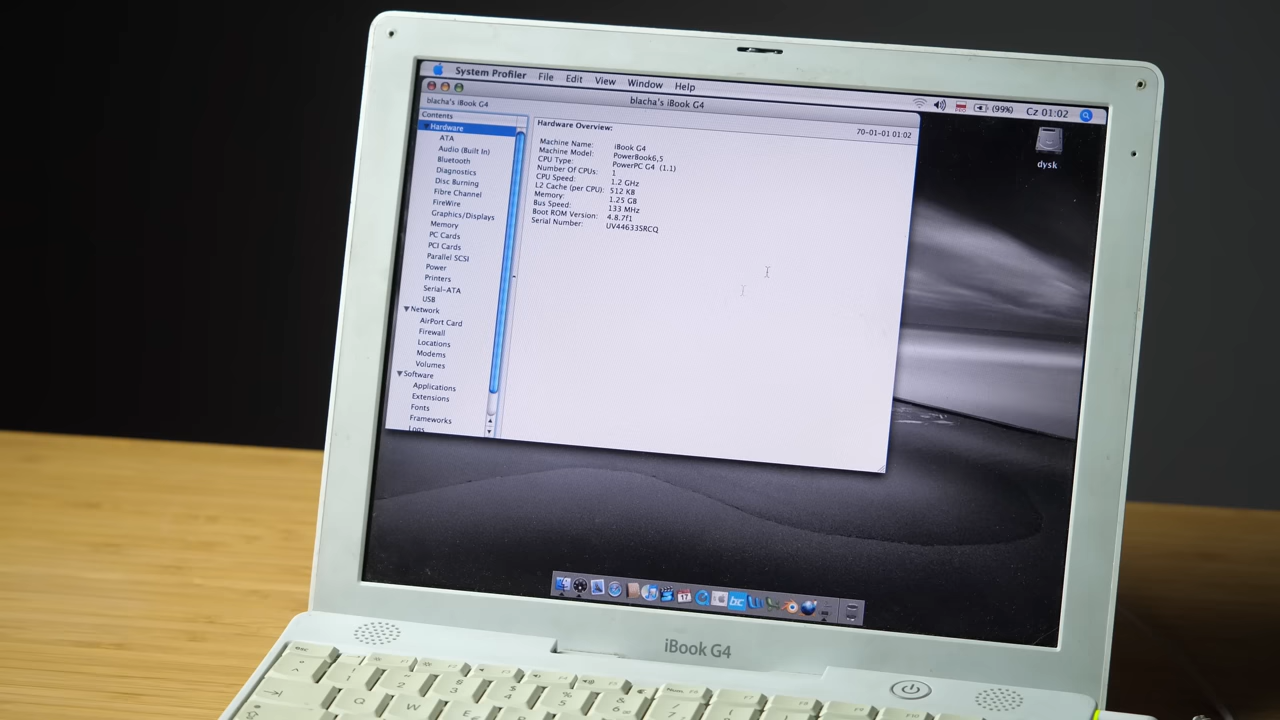 System Profiler File Edit View Window Help
(99%) Cz 01:02
blacha's iBook G4
blacha's iBook G4
70-01-01 01:02
Contents
Hardware
ATA
Audio (Built In)
Bluetooth
Diagnostics
Disc Burning
Fibre Channel
FireWire
Graphics/Displays
Memory
PC Cards
PCI Cards
Parallel SCSI
Power
Printers
Serial-ATA
USB
Network
AirPort Card
Firewall
Locations
Modems
Volumes
Software
Applications
Extensions
Fonts
Frameworks
Logs
Hardware Overview:
Machine Name: iBook G4
Machine Model: PowerBook6,5
CPU Type: PowerPC G4 (1.1)
Number Of CPUs: 1
CPU Speed: 1.2 GHz
L2 Cache (per CPU): 512 KB
Memory: 1.25 GB
Bus Speed: 133 MHz
Boot ROM Version: 4.8.7f1
Serial Number: UV44633SRCQ
dysk
17
bc
iBook G4
esc
Q W